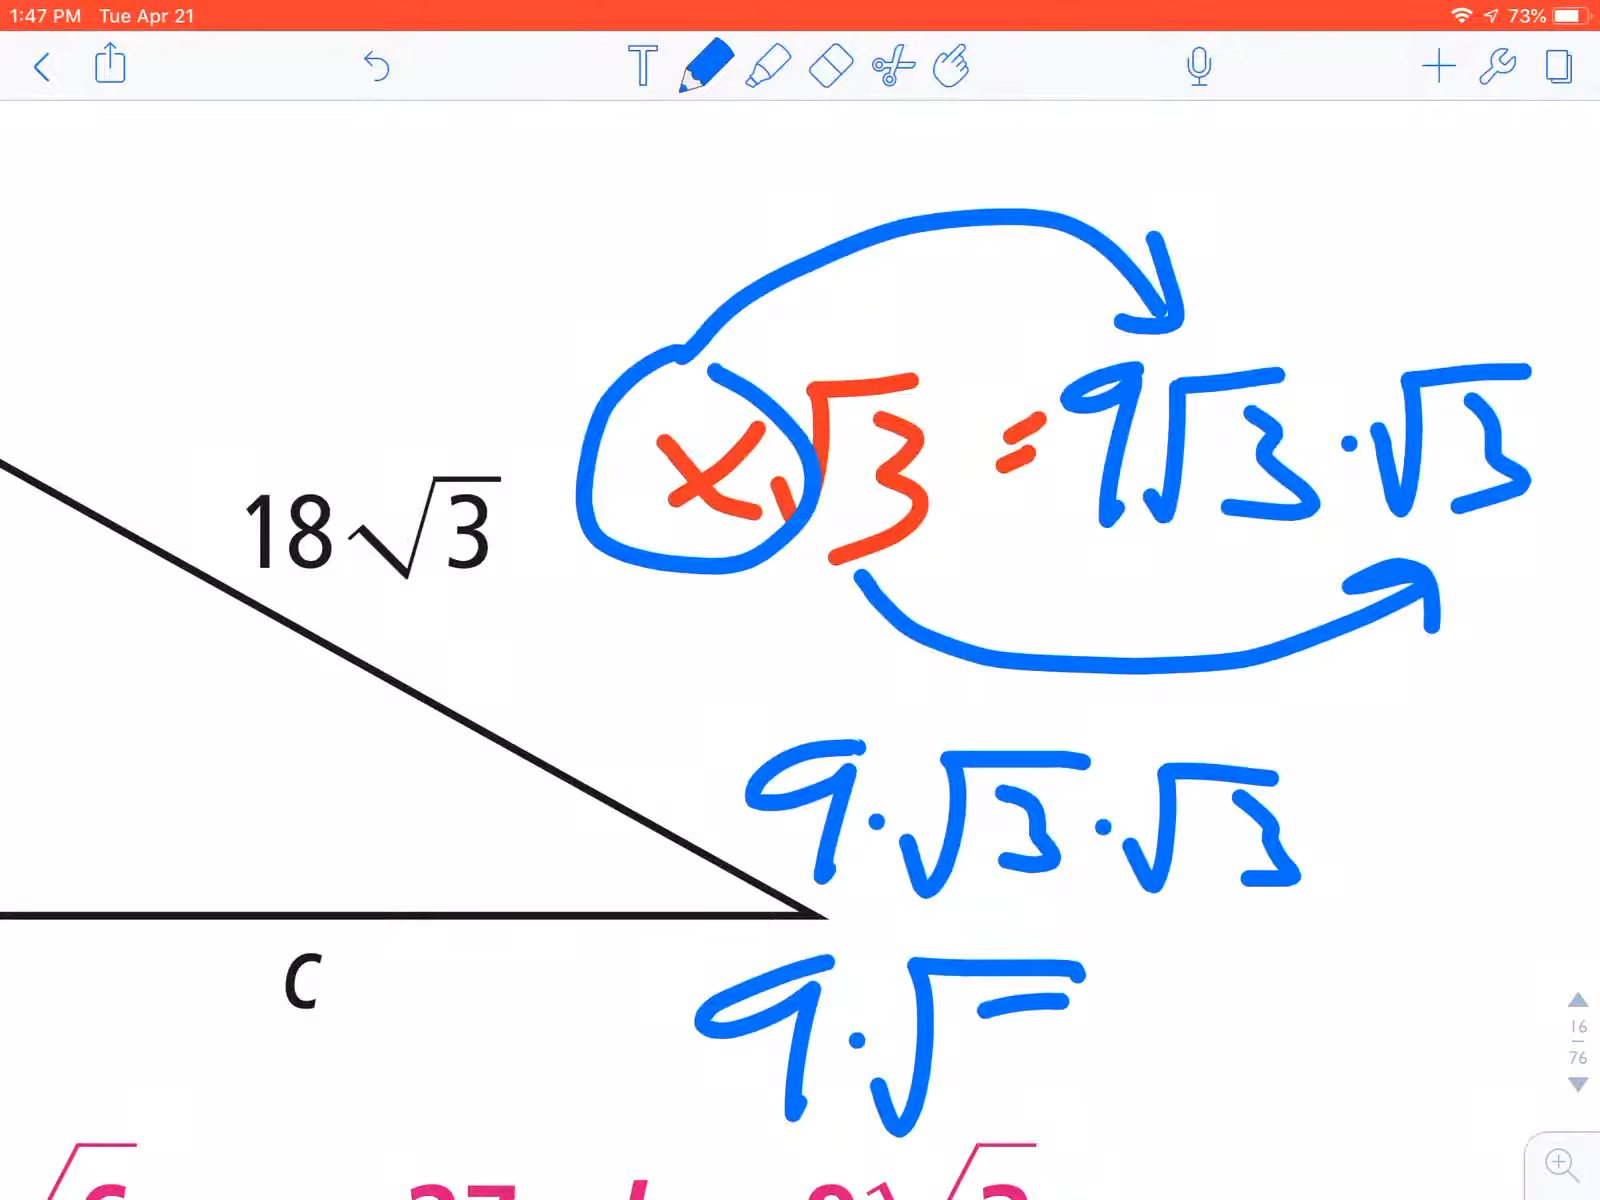 1:47 PM Tue Apr 21
73%
T
18√3
x√3 = 9√3 · √3
9 · √3 · √3
c
9 · √
16
76